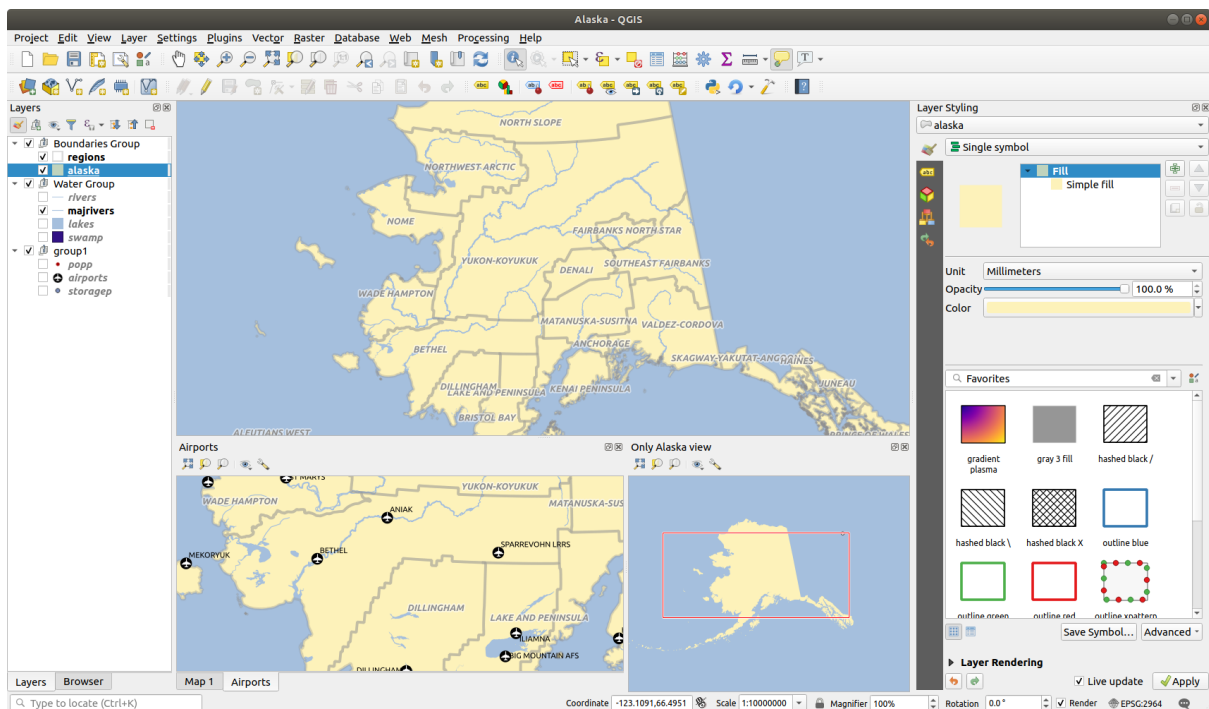 Alaska - QGIS
Project Edit View Layer Settings Plugins Vector Raster Database Web Mesh Processing Help
Layers
Boundaries Group
regions
alaska
Water Group
rivers
majrivers
lakes
swamp
group1
popp
airports
storagep
Layers Browser
NORTH SLOPE
NORTHWEST ARCTIC
NOME
FAIRBANKS NORTH STAR
YUKON-KOYUKUK
DENALI
SOUTHEAST FAIRBANKS
WADE HAMPTON
MATANUSKA-SUSITNA
VALDEZ-CORDOVA
ANCHORAGE
BETHEL
SKAGWAY-YAKUTAT-ANGOON
HAINES
DILLINGHAM
LAKE AND PENINSULA
KENAI PENINSULA
JUNEAU
BRISTOL BAY
ALEUTIANS WEST
PRINCE OF WALES
Airports
ST MARYS
YUKON-KOYUKUK
WADE HAMPTON
MATANUSKA-SUS
ANIAK
SPARREVOHN LRRS
BETHEL
MEKORYUK
DILLINGHAM
LAKE AND PENINSULA
ILIAMNA
BIG MOUNTAIN AFS
DILLINGHAM
Map 1 Airports
Only Alaska view
Layer Styling
alaska
Single symbol
Fill
Simple fill
Unit Millimeters
Opacity 100.0 %
Color
Favorites
gradient plasma
gray 3 fill
hashed black /
hashed black \
hashed black X
outline blue
outline green
outline red
outline xpattern
Save Symbol... Advanced
Layer Rendering
Live update Apply
Type to locate (Ctrl+K)
Coordinate -123.1091,66.4951 Scale 1:10000000 Magnifier 100% Rotation 0.0 ° Render EPSG:2964